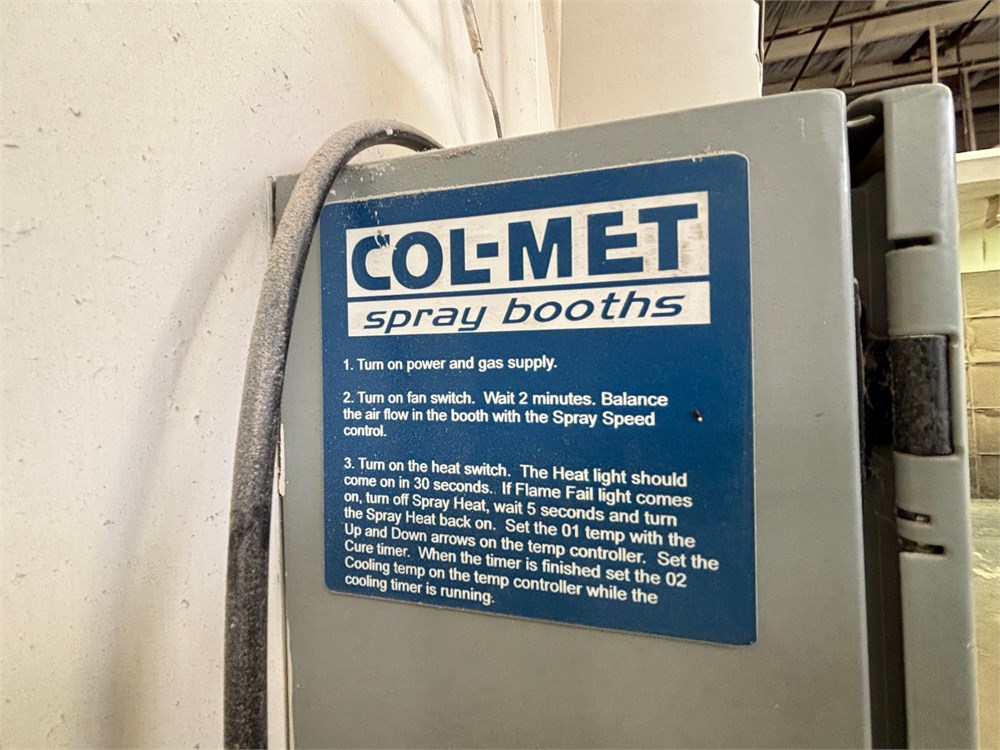 COL-MET
spray booths
1. Turn on power and gas supply.
2. Turn on fan switch. Wait 2 minutes. Balance
the air flow in the booth with the Spray Speed
control.
3. Turn on the heat switch. The Heat light should
come on in 30 seconds. If Flame Fail light comes
on, turn off Spray Heat, wait 5 seconds and turn
the Spray Heat back on. Set the 01 temp with the
Up and Down arrows on the temp controller. Set the
Cure timer. When the timer is finished set the 02
Cooling temp on the temp controller while the
cooling timer is running.